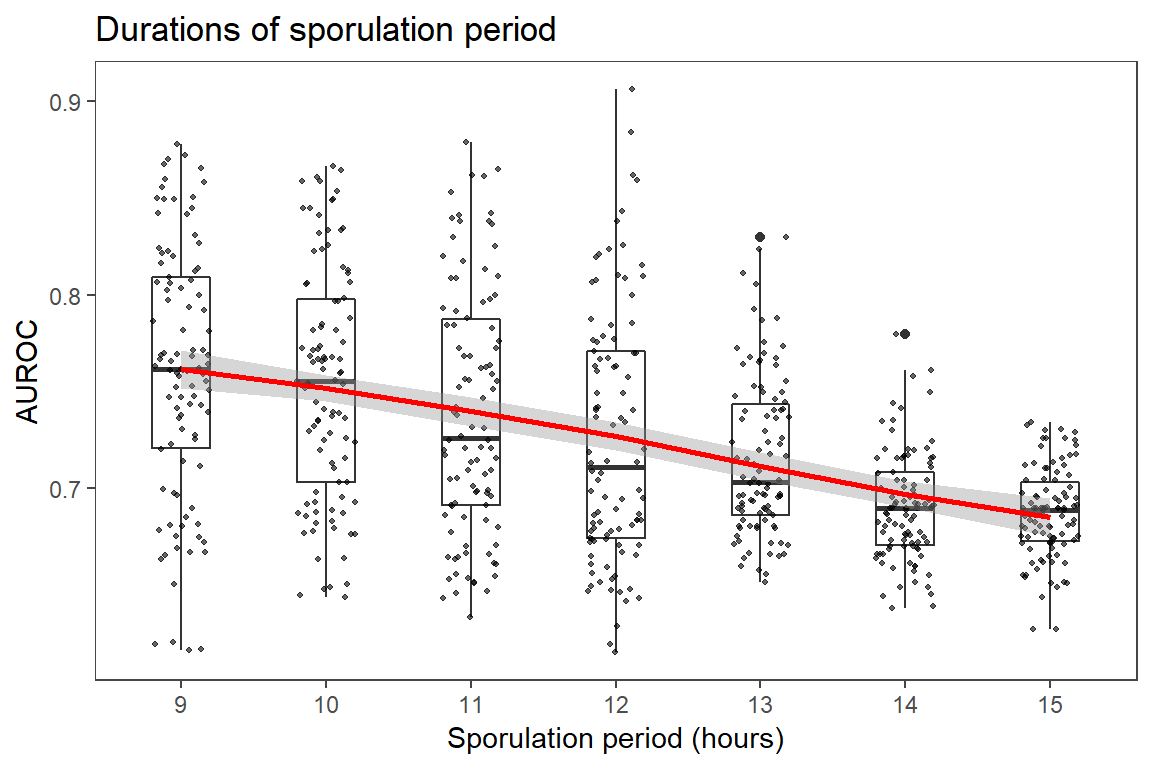 Durations of sporulation period
AUROC
0.9
0.8
0.7
9 10 11 12 13 14 15
Sporulation period (hours)